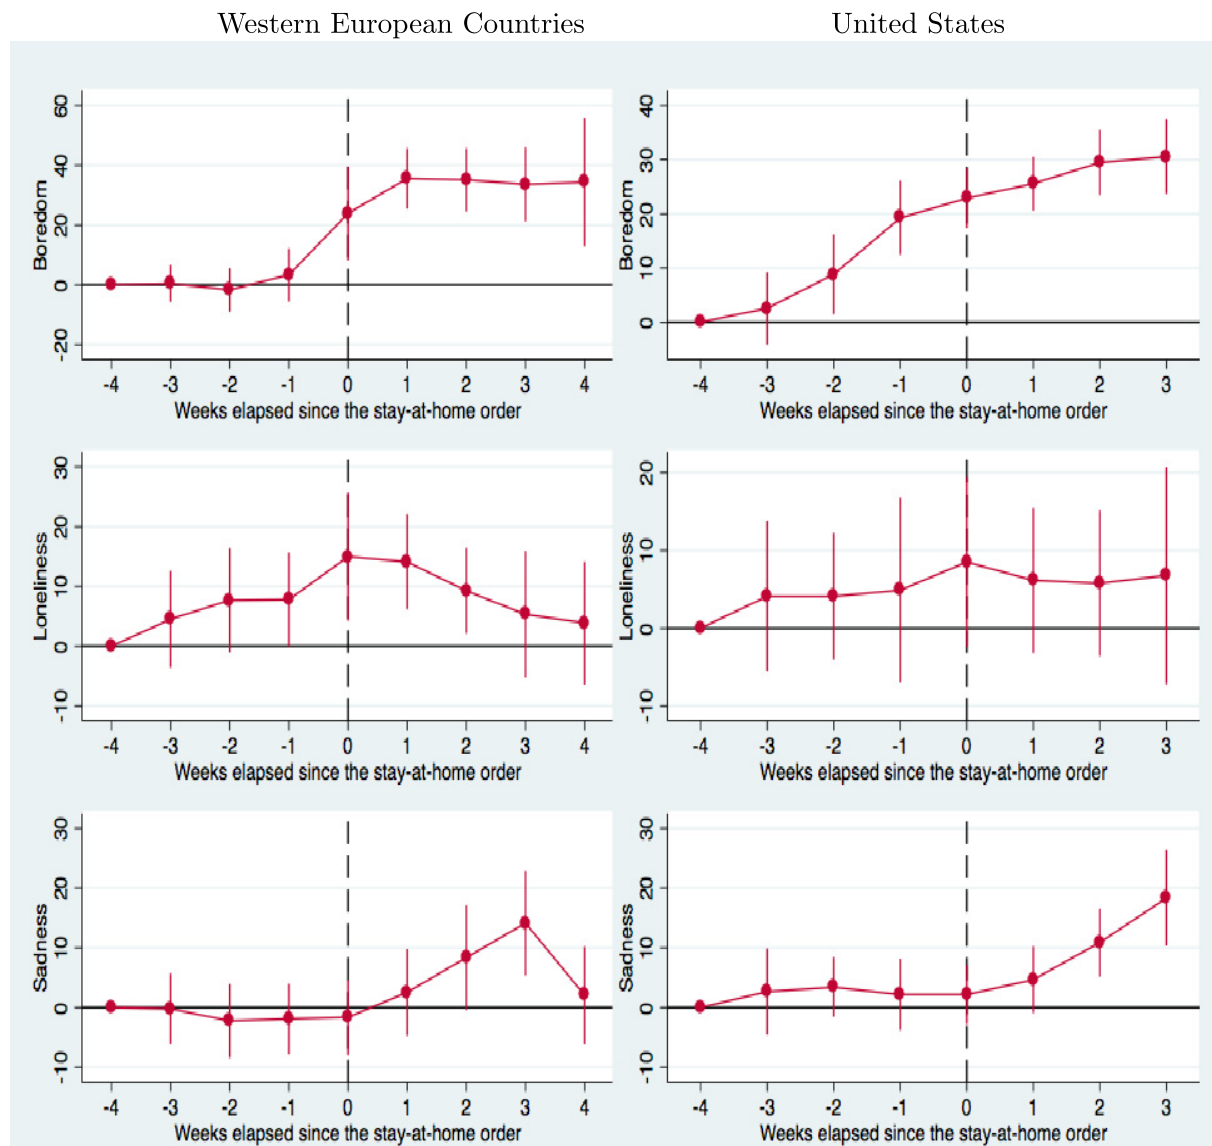 Western European Countries
United States
Boredom
60
40
20
0
-20
-4 -3 -2 -1 0 1 2 3 4
Weeks elapsed since the stay-at-home order
Boredom
40
30
20
10
0
-4 -3 -2 -1 0 1 2 3
Weeks elapsed since the stay-at-home order
Loneliness
30
20
10
0
-10
-4 -3 -2 -1 0 1 2 3 4
Weeks elapsed since the stay-at-home order
Loneliness
20
10
0
-10
-4 -3 -2 -1 0 1 2 3
Weeks elapsed since the stay-at-home order
Sadness
30
20
10
0
-10
-4 -3 -2 -1 0 1 2 3 4
Weeks elapsed since the stay-at-home order
Sadness
30
20
10
0
-10
-4 -3 -2 -1 0 1 2 3
Weeks elapsed since the stay-at-home order